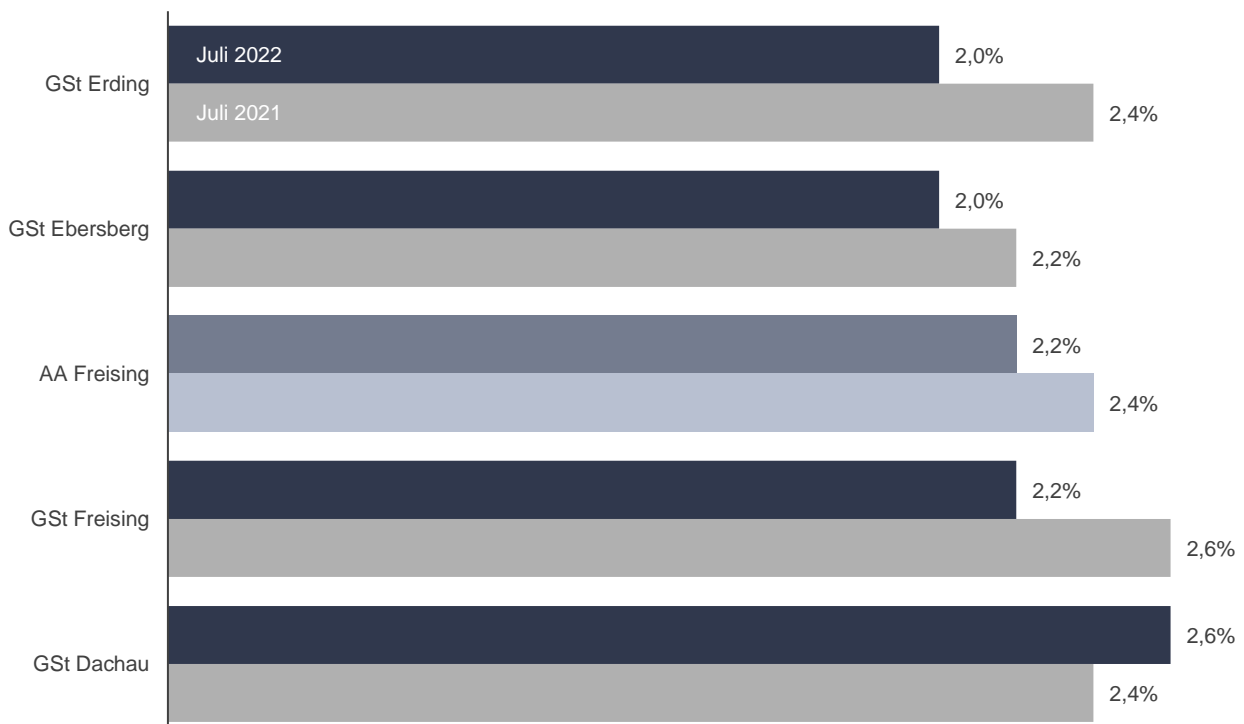 Juli 2022
2,0%
GSt Erding
Juli 2021
2,4%
2,0%
GSt Ebersberg
2,2%
2,2%
AA Freising
2,4%
2,2%
GSt Freising
2,6%
2,6%
GSt Dachau
2,4%